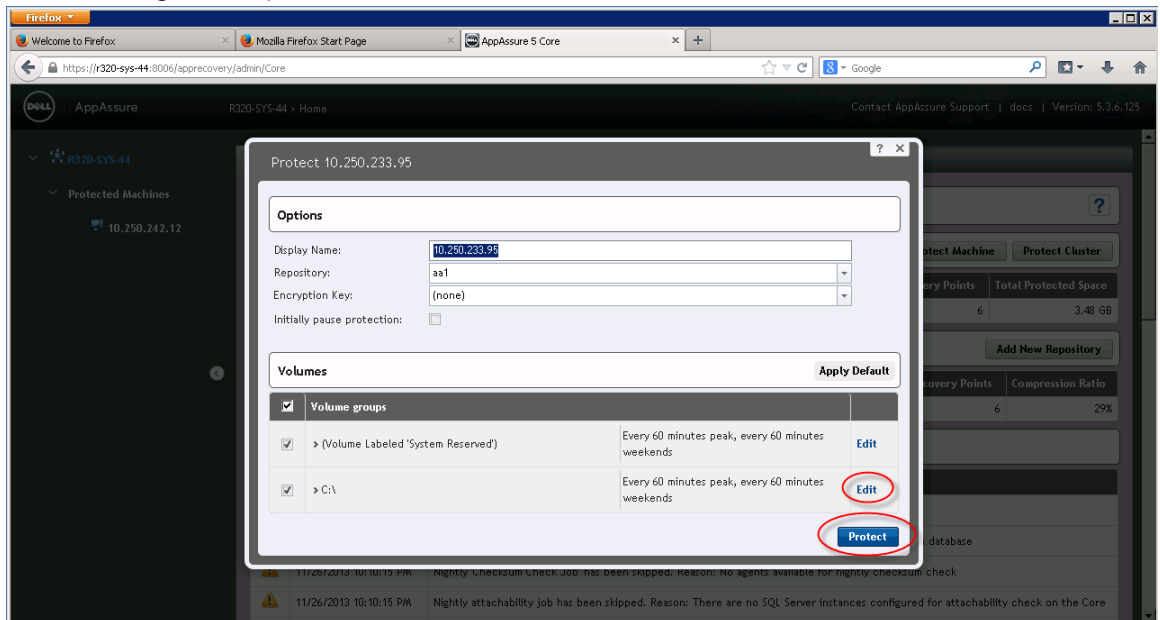 Firefox
Welcome to Firefox
Mozilla Firefox Start Page
AppAssure 5 Core
https://r320-sys-44:8006/apprecovery/admin/Core
Google
DELL AppAssure
R320-SYS-44 > Home
Contact AppAssure Support | docs | Version: 5.3.6.125
R320-SYS-44
Protected Machines
10.250.242.12
Protect 10.250.233.95
Options
Display Name: 10.250.233.95
Repository: aa1
Encryption Key: (none)
Initially pause protection:
Volumes
Apply Default
Volume groups
> (Volume Labeled 'System Reserved')
Every 60 minutes peak, every 60 minutes
weekends
Edit
> C:\
Every 60 minutes peak, every 60 minutes
weekends
Edit
Protect
Machine
Protect Cluster
Points
Total Protected Space
6
3.48 GB
Add New Repository
Points
Compression Ratio
6
29%
database
11/26/2013 10:10:15 PM Nightly Checksum Check Job has been skipped. Reason: No agents available for nightly checksum check
11/26/2013 10:10:15 PM Nightly attachability job has been skipped. Reason: There are no SQL Server instances configured for attachability check on the Core